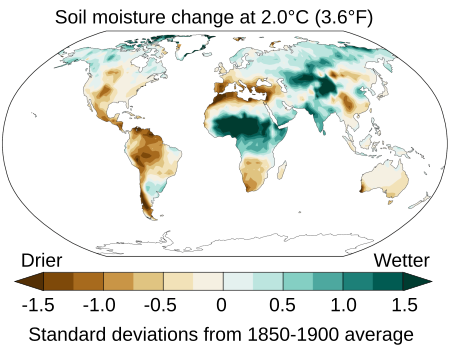 Soil moisture change at 2.0°C (3.6°F)
Drier Wetter
-1.5 -1.0 -0.5 0 0.5 1.0 1.5
Standard deviations from 1850-1900 average